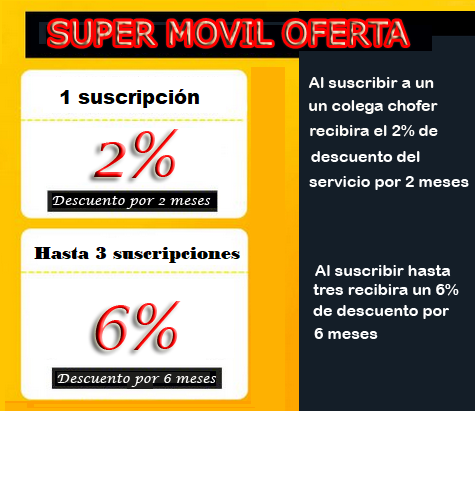 SUPER MOVIL OFERTA
1 suscripción
2%
Descuento por 2 meses
Al suscribir a un
un colega chofer
recibira el 2% de
descuento del
servicio por 2 meses
Hasta 3 suscripciones
6%
Descuento por 6 meses
Al suscribir hasta
tres recibira un 6%
de descuento por
6 meses